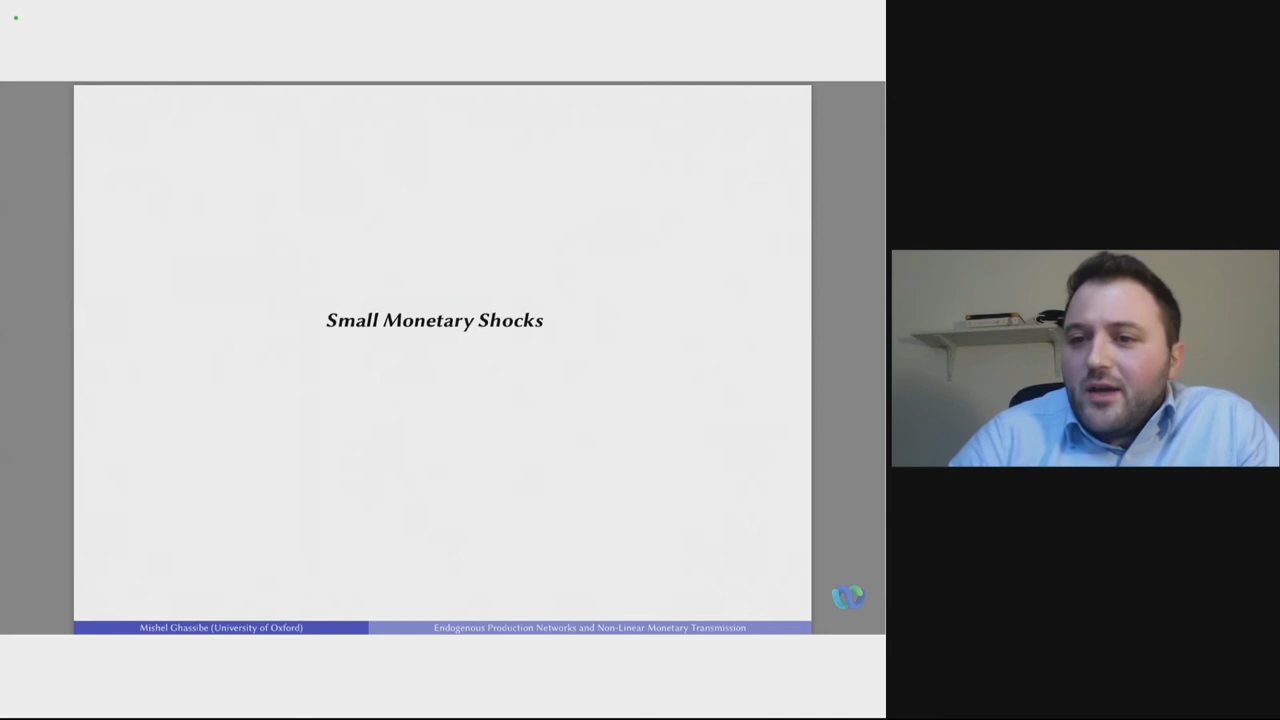 Small Monetary Shocks
Mishel Ghassibe (University of Oxford)
Endogenous Production Networks and Non-Linear Monetary Transmission